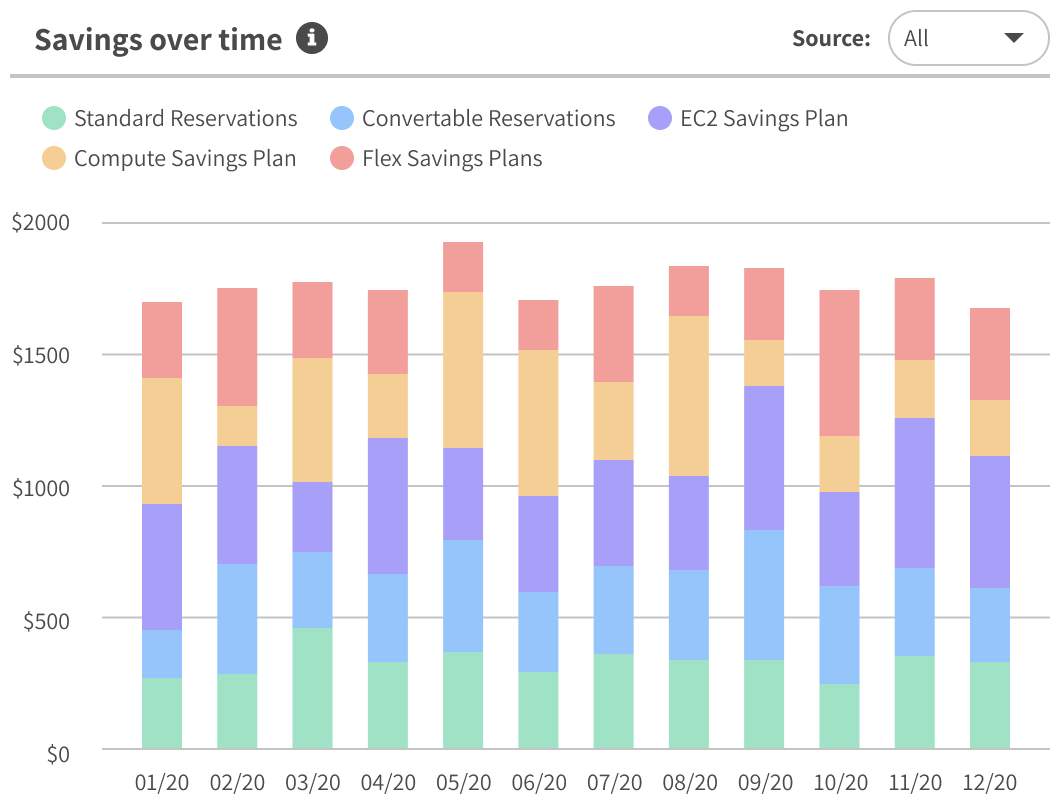 Savings over time
Source: All
Standard Reservations Convertable Reservations EC2 Savings Plan
Compute Savings Plan Flex Savings Plans
$2000
$1500
$1000
$500
$0
01/20 02/20 03/20 04/20 05/20 06/20 07/20 08/20 09/20 10/20 11/20 12/20